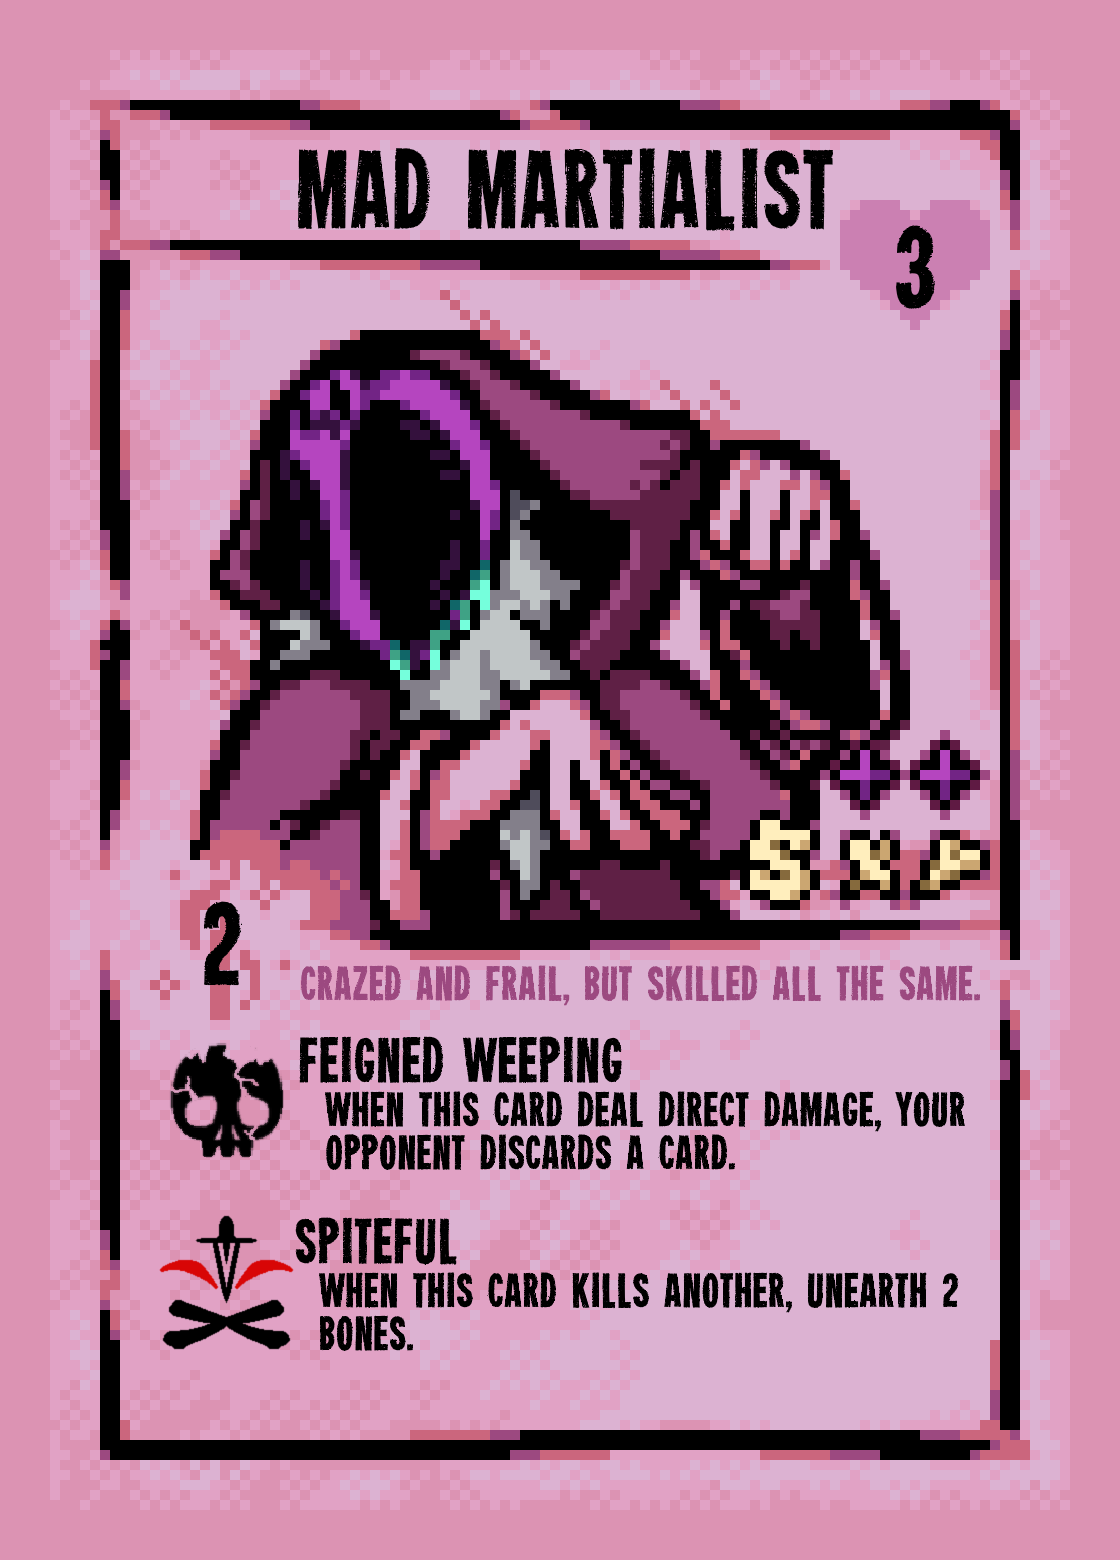 MAD MARTIALIST
3
5 X
2
CRAZED AND FRAIL, BUT SKILLED ALL THE SAME.
FEIGNED WEEPING
WHEN THIS CARD DEAL DIRECT DAMAGE, YOUR
OPPONENT DISCARDS A CARD.
SPITEFUL
WHEN THIS CARD KILLS ANOTHER, UNEARTH 2
BONES.